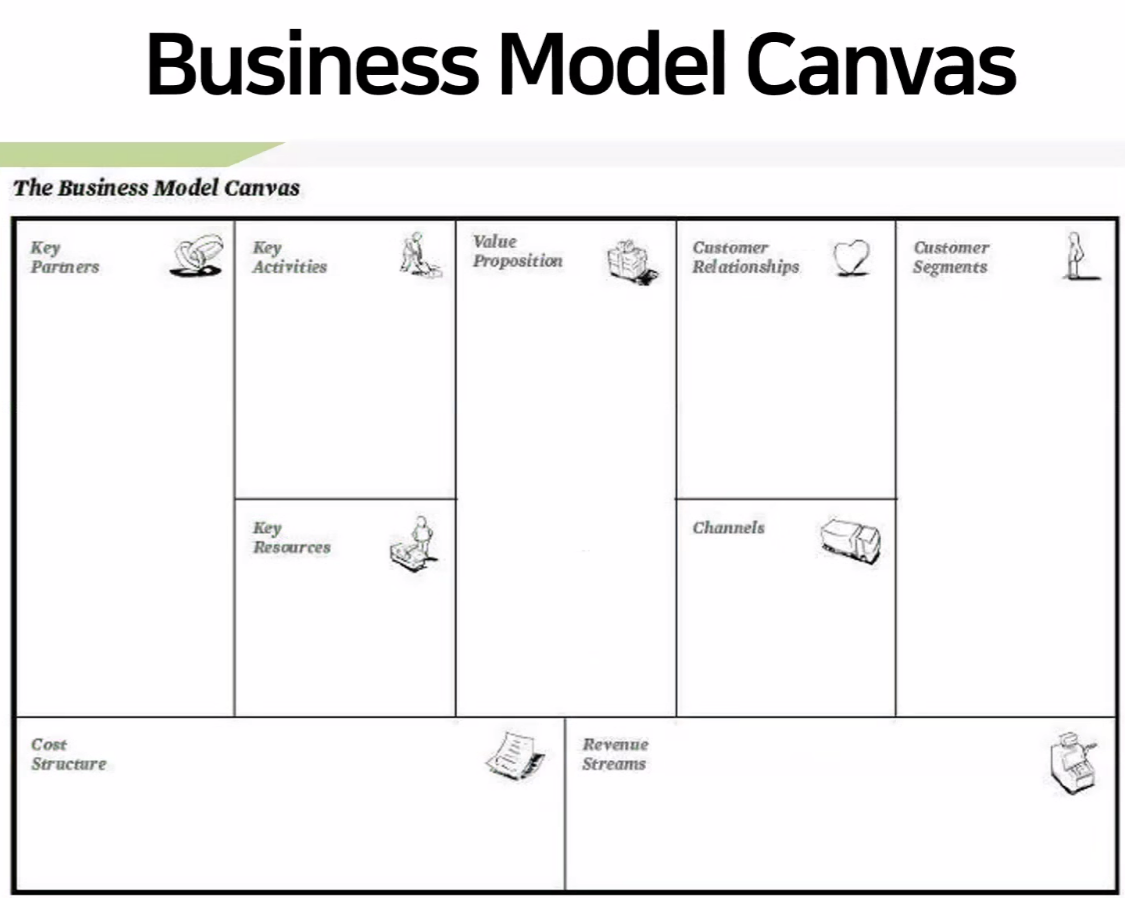 Business Model Canvas
The Business Model Canvas
Key
Partners
Key
Activities
Value
Proposition
Customer
Relationships
Customer
Segments
Key
Resources
Channels
Cost
Structure
Revenue
Streams